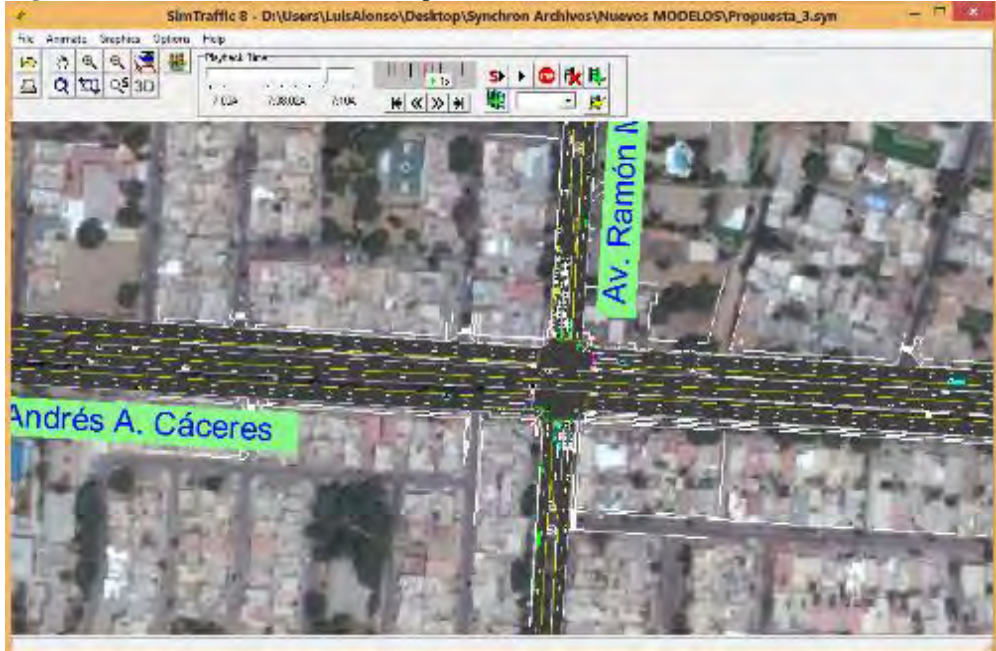 SimTraffic 8 - D:\Users\LuisAlonso\Desktop\Synchron Archivos\Nuevos MODELOS\Propuesta_3.syn
File Animate Graphics Options Help
Playback Time
3D
Av. Ramón M
Andrés A. Cáceres